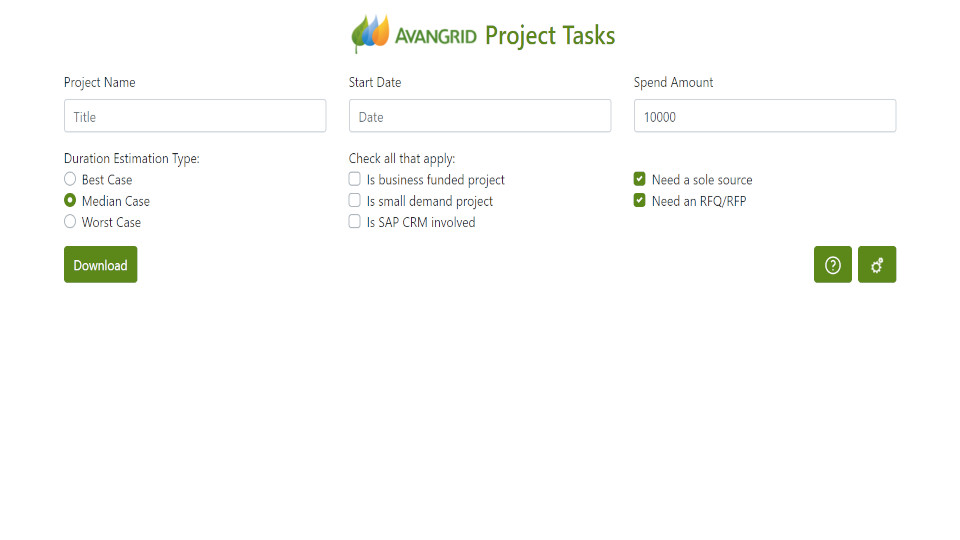 AVANGRID Project Tasks
Project Name Start Date Spend Amount
Title Date 10000
Duration Estimation Type: Check all that apply:
Best Case Is business funded project Need a sole source
Median Case Is small demand project Need an RFQ/RFP
Worst Case Is SAP CRM involved
Download